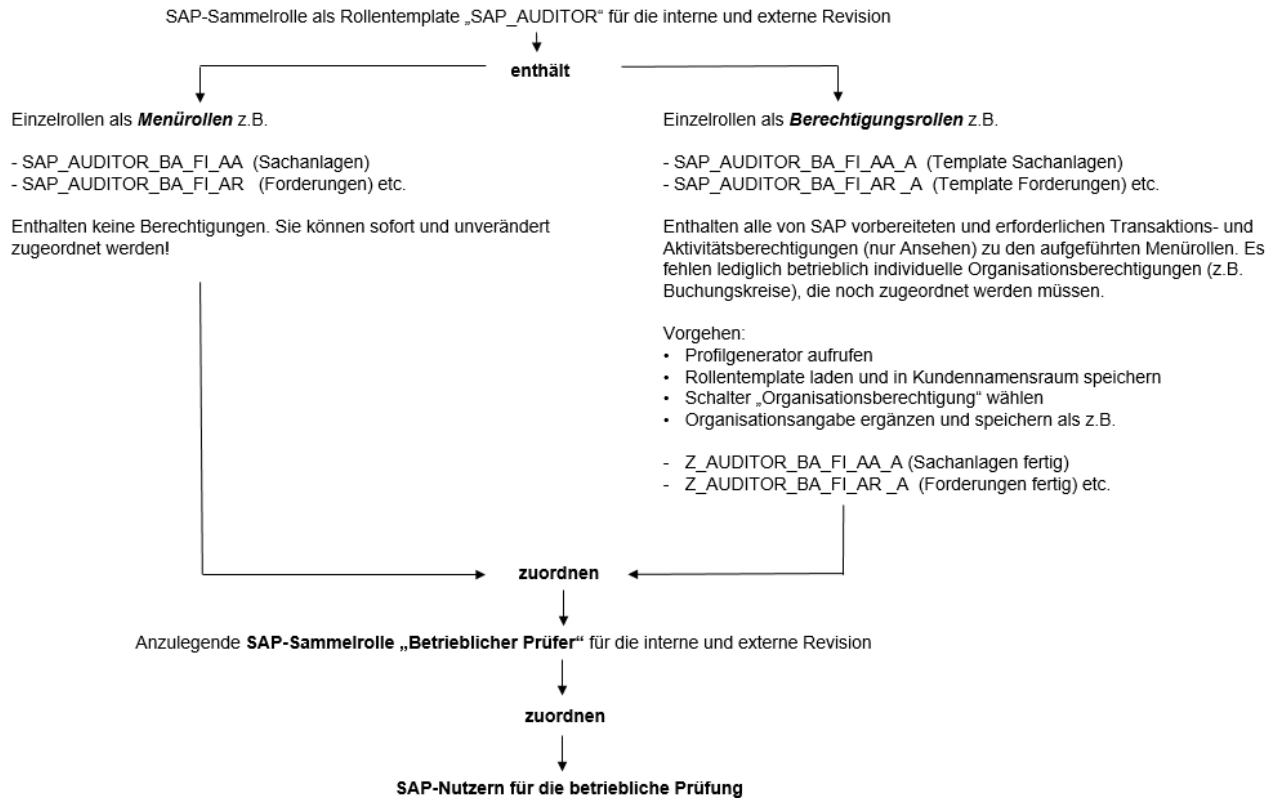 SAP-Sammelrolle als Rollentemplate „SAP_AUDITOR“ für die interne und externe Revision
enthält
Einzelrollen als Menürollen z.B.
- SAP_AUDITOR_BA_FI_AA (Sachanlagen)
- SAP_AUDITOR_BA_FI_AR (Forderungen) etc.
Enthalten keine Berechtigungen. Sie können sofort und unverändert
zugeordnet werden!
Einzelrollen als Berechtigungsrollen z.B.
- SAP_AUDITOR_BA_FI_AA_A (Template Sachanlagen)
- SAP_AUDITOR_BA_FI_AR _A (Template Forderungen) etc.
Enthalten alle von SAP vorbereiteten und erforderlichen Transaktions- und
Aktivitätsberechtigungen (nur Ansehen) zu den aufgeführten Menürollen. Es
fehlen lediglich betrieblich individuelle Organisationsberechtigungen (z.B.
Buchungskreise), die noch zugeordnet werden müssen.
Vorgehen:
• Profilgenerator aufrufen
• Rollentemplate laden und in Kundennamensraum speichern
• Schalter „Organisationsberechtigung“ wählen
• Organisationsangabe ergänzen und speichern als z.B.
- Z_AUDITOR_BA_FI_AA_A (Sachanlagen fertig)
- Z_AUDITOR_BA_FI_AR _A (Forderungen fertig) etc.
zuordnen
Anzulegende SAP-Sammelrolle „Betrieblicher Prüfer“ für die interne und externe Revision
zuordnen
SAP-Nutzern für die betriebliche Prüfung